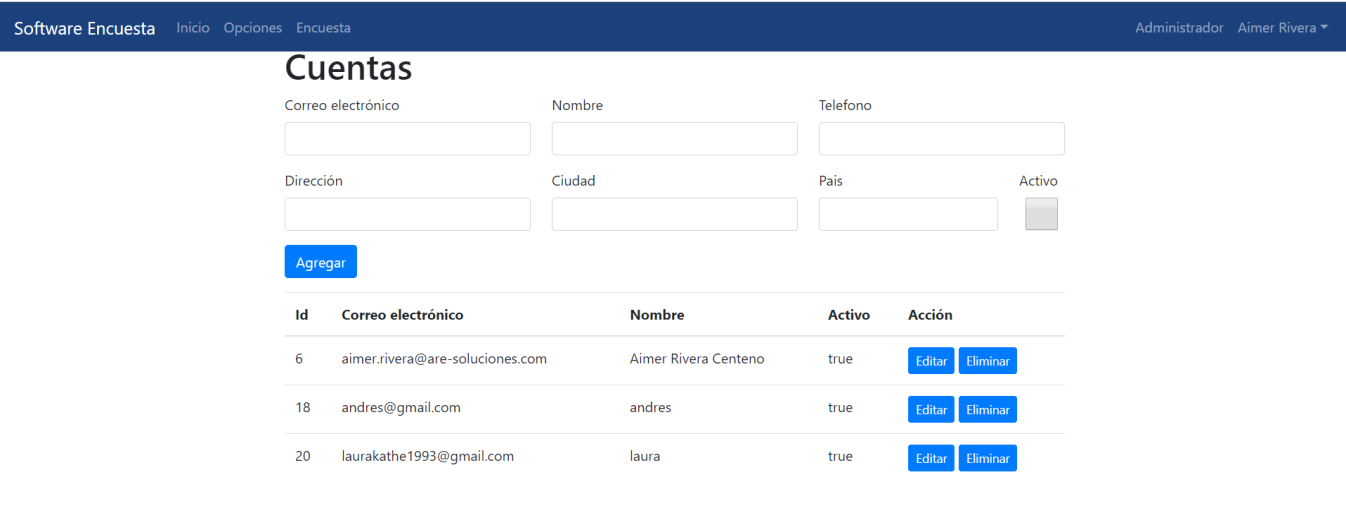 Software Encuesta Inicio Opciones Encuesta Administrador Aimer Rivera
Cuentas
Correo electrónico Nombre Telefono
Dirección Ciudad Pais Activo
Agregar
Id Correo electrónico Nombre Activo Acción
6 aimer.rivera@are-soluciones.com Aimer Rivera Centeno true Editar Eliminar
18 andres@gmail.com andres true Editar Eliminar
20 laurakathe1993@gmail.com laura true Editar Eliminar